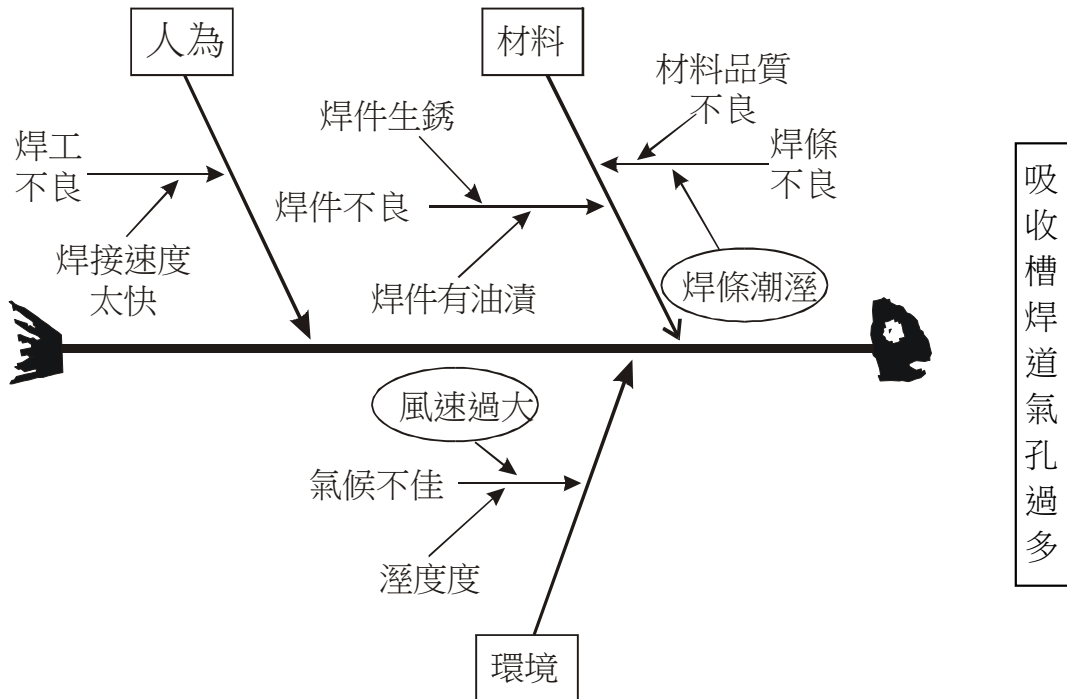 人為
材料
材料品質
不良
焊件生銹
焊工
不良
焊條
不良
焊件不良
焊接速度
太快
焊條潮溼
焊件有油漬
風速過大
氣候不佳
溼度度
環境
吸收槽焊道氣孔過多